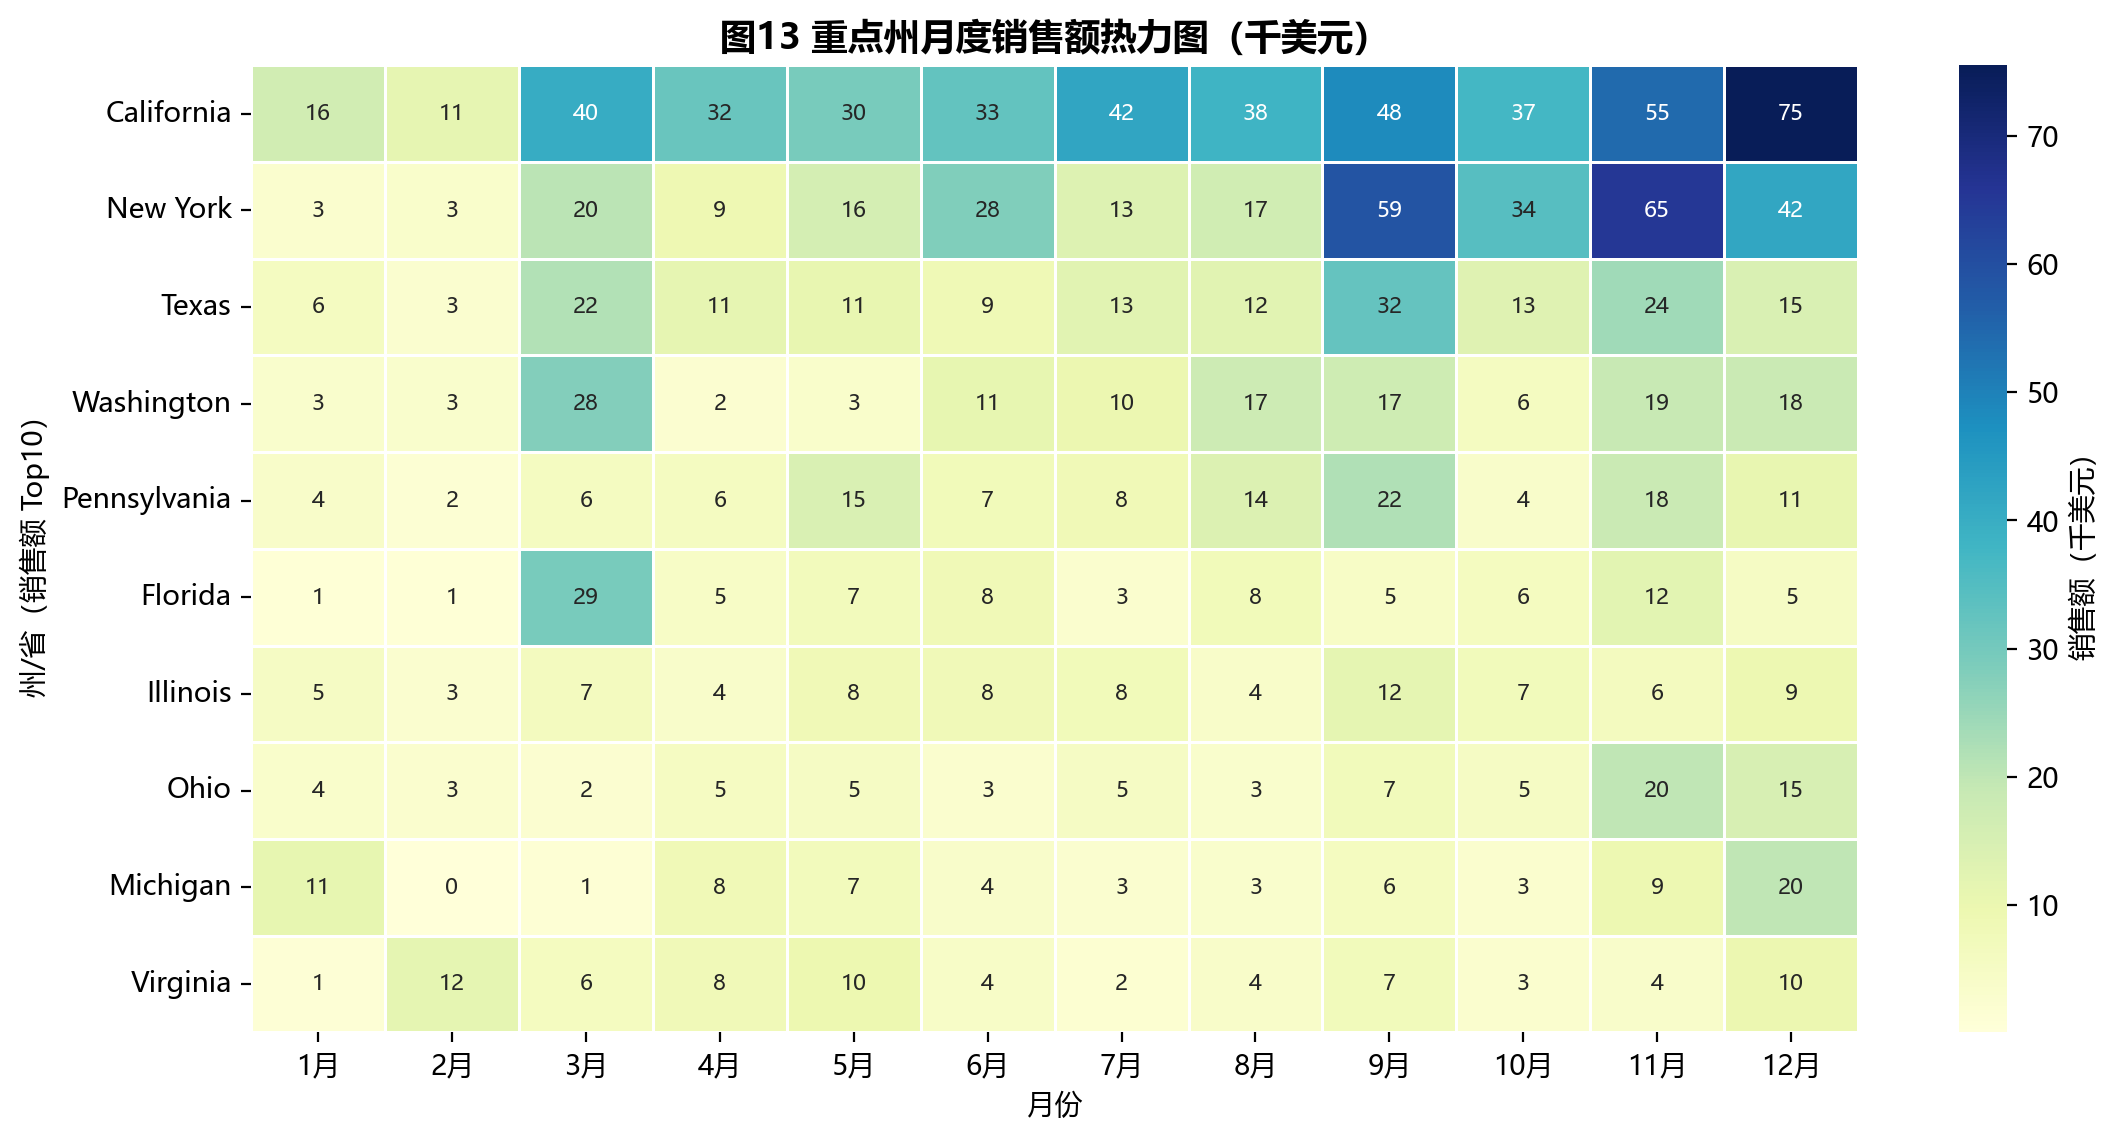 图13 重点州月度销售额热力图（千美元）
州/省（销售额 Top10）
California 16 11 40 32 30 33 42 38 48 37 55 75
New York 3 3 20 9 16 28 13 17 59 34 65 42
Texas 6 3 22 11 11 9 13 12 32 13 24 15
Washington 3 3 28 2 3 11 10 17 17 6 19 18
Pennsylvania 4 2 6 6 15 7 8 14 22 4 18 11
Florida 1 1 29 5 7 8 3 8 5 6 12 5
Illinois 5 3 7 4 8 8 8 4 12 7 6 9
Ohio 4 3 2 5 5 3 5 3 7 5 20 15
Michigan 11 0 1 8 7 4 3 3 6 3 9 20
Virginia 1 12 6 8 10 4 2 4 7 3 4 10
1月 2月 3月 4月 5月 6月 7月 8月 9月 10月 11月 12月
月份
70
60
50
40
30
20
10
销售额（千美元）